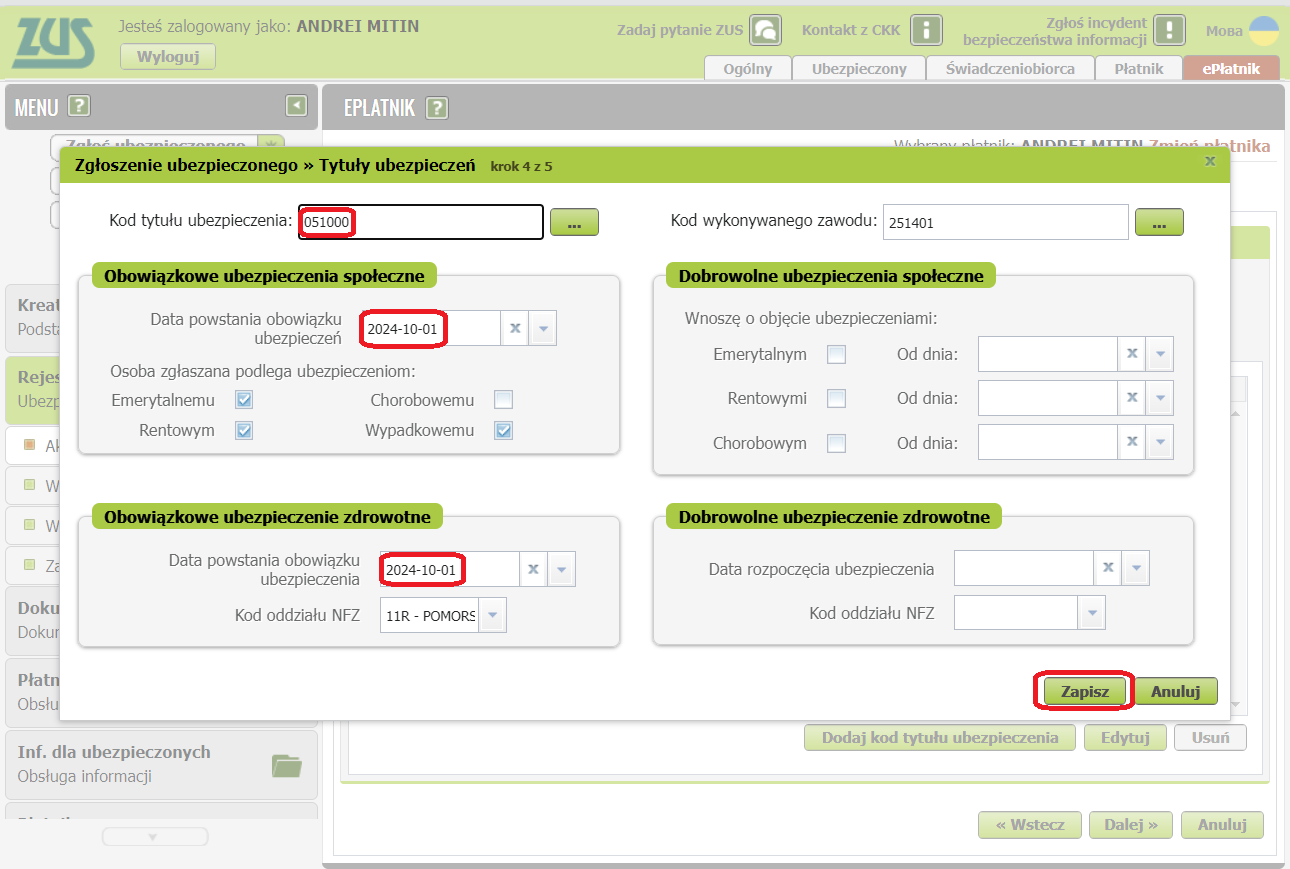 ZUS
Jesteś zalogowany jako: ANDREI MITIN
Wyloguj
Zadaj pytanie ZUS
Kontakt z CKK
Zgłoś incydent
bezpieczeństwa informacji
Мова
Ogólny
Ubezpieczony
Świadczeniobiorca
Płatnik
ePłatnik
MENU ?
EPŁATNIK ?
Zgłoś ubezpieczonego
Wybrany płatnik: ANDREI MITIN Zmień płatnika
Zgłoszenie ubezpieczonego » Tytuły ubezpieczeń krok 4 z 5
x
Kod tytułu ubezpieczenia: 051000 ...
Kod wykonywanego zawodu: 251401 ...
Obowiązkowe ubezpieczenia społeczne
Data powstania obowiązku
ubezpieczeń
2024-10-01 x
Osoba zgłaszana podlega ubezpieczeniom:
Emerytalnemu
Chorobowemu
Rentowym
Wypadkowemu
Dobrowolne ubezpieczenia społeczne
Wnoszę o objęcie ubezpieczeniami:
Emerytalnym Od dnia: x
Rentowymi Od dnia: x
Chorobowym Od dnia: x
Obowiązkowe ubezpieczenie zdrowotne
Data powstania obowiązku
ubezpieczenia
2024-10-01 x
Kod oddziału NFZ 11R - POMORS
Dobrowolne ubezpieczenie zdrowotne
Data rozpoczęcia ubezpieczenia x
Kod oddziału NFZ
Zapisz
Anuluj
Kreat
Podsta
Rejes
Ubezp
Ak
W
W
Za
Doku
Dokur
Płatn
Obsłu
Inf. dla ubezpieczonych
Obsługa informacji
Dodaj kod tytułu ubezpieczenia
Edytuj
Usuń
« Wstecz
Dalej »
Anuluj